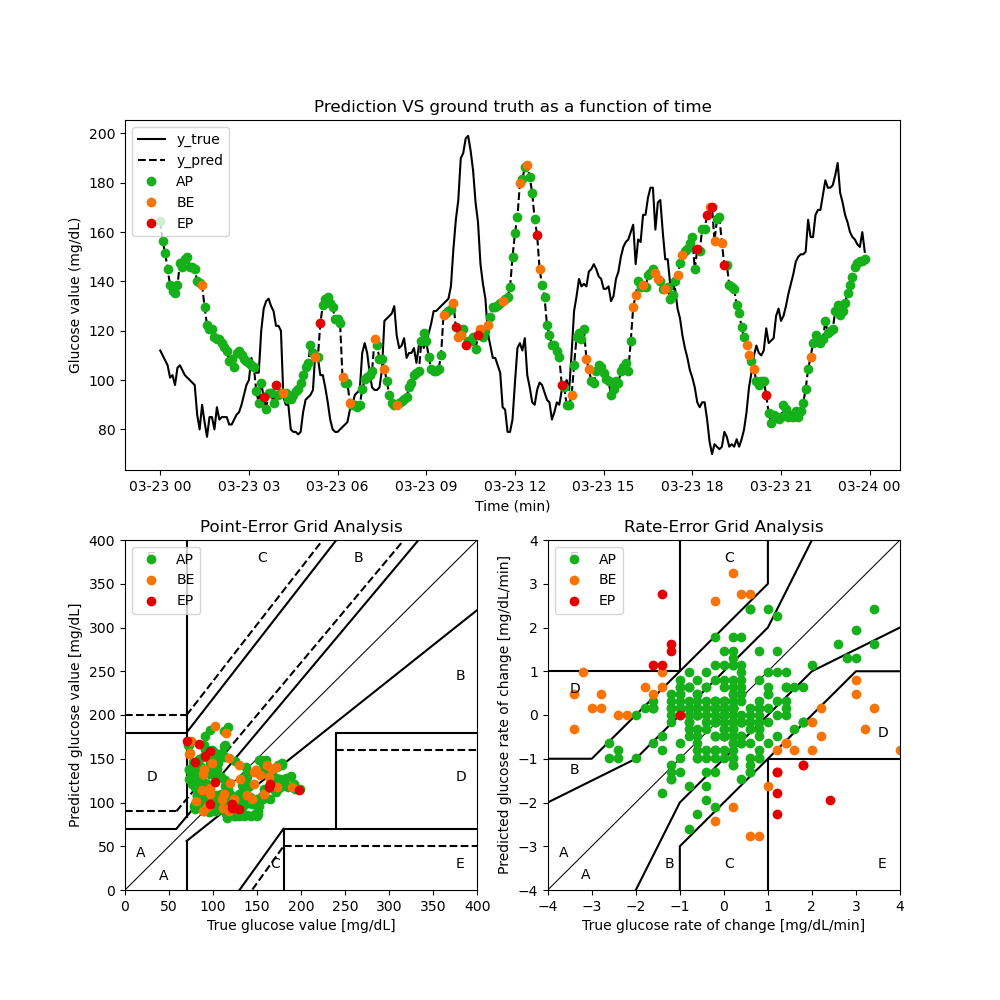 Prediction VS ground truth as a function of time
Glucose value (mg/dL)
200
180
160
140
120
100
80
y_true
y_pred
AP
BE
EP
03-23 00 03-23 03 03-23 06 03-23 09 03-23 12 03-23 15 03-23 18 03-23 21 03-24 00
Time (min)
Point-Error Grid Analysis
Predicted glucose value [mg/dL]
400
350
300
250
200
150
100
50
0
AP
BE
EP
C
B
B
D
D
A
A
C
E
0 50 100 150 200 250 300 350 400
True glucose value [mg/dL]
Rate-Error Grid Analysis
Predicted glucose rate of change [mg/dL/min]
4
3
2
1
0
−1
−2
−3
−4
AP
BE
EP
C
D
D
B
A
A
B
C
E
−4 −3 −2 −1 0 1 2 3 4
True glucose rate of change [mg/dL/min]